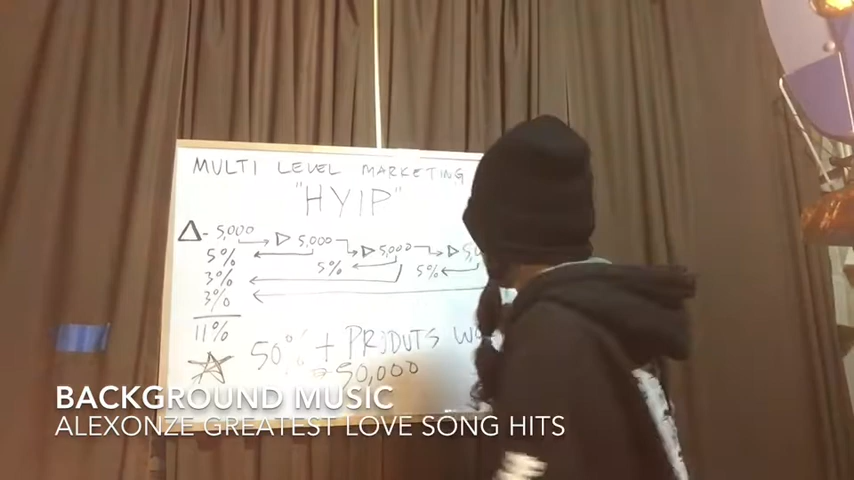 MULTI LEVEL MARKETING
"HYIP"
△- 5,000 ▷ 5,000 ▷ 5,000 ▷
5% 5% 5%
3%
3%
11%
50% + PRODUTS
50,000
BACKGROUND MUSIC
ALEXONZE GREATEST LOVE SONG HITS